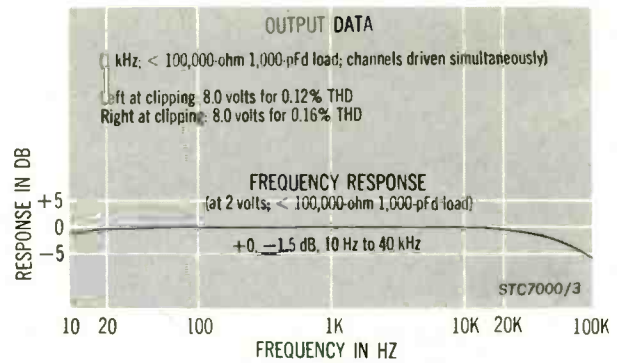 OUTPUT DATA
( kHz; < 100,000-ohm 1,000-pFd load; channels driven simultaneously)
Left at clipping: 8.0 volts for 0.12% THD
Right at clipping: 8.0 volts for 0.16% THD
FREQUENCY RESPONSE
(at 2 volts; < 100,000-ohm 1,000-pFd load)
+5
0
-5
RESPONSE IN DB
+0, -1.5 dB, 10 Hz to 40 kHz
STC7000/3
10 20 100 1K 10K 20K 100K
FREQUENCY IN HZ